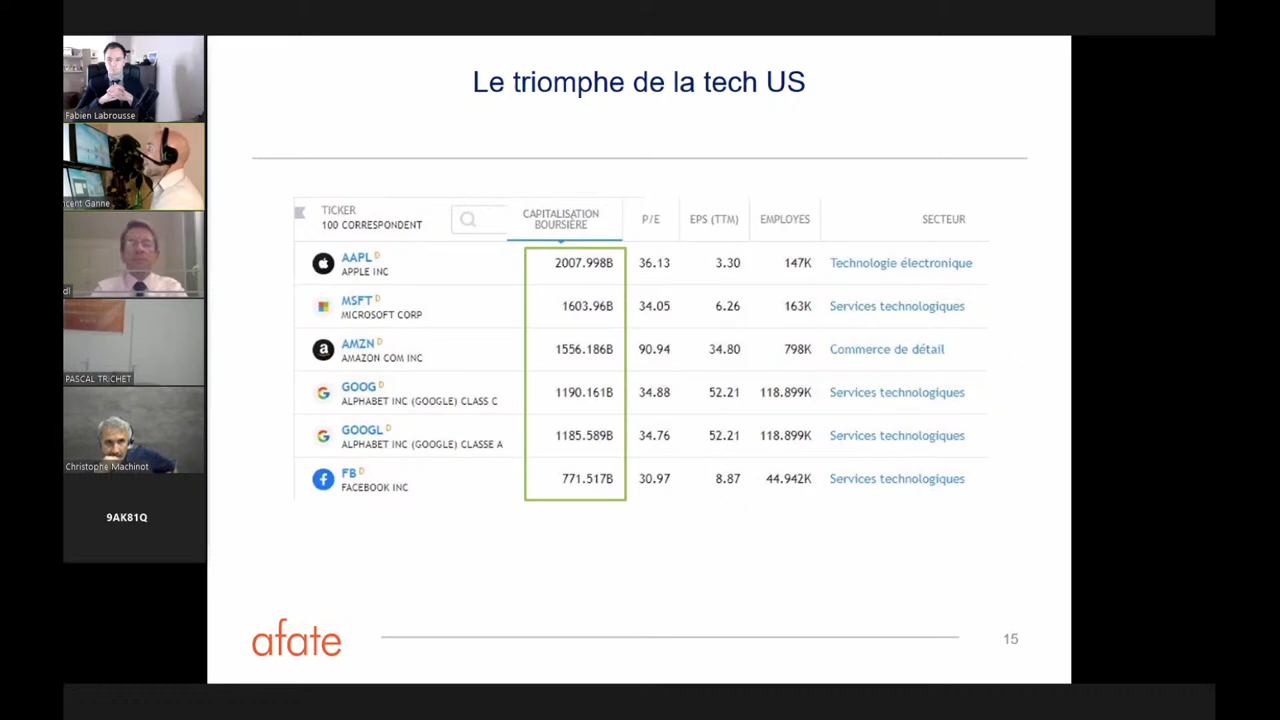 Le triomphe de la tech US
Fabien Labrousse
ncent Ganne
dl
PASCAL TRICHET
Christophe Machinot
9AK81Q
TICKER
100 CORRESPONDENT
CAPITALISATION
BOURSIÈRE
P/E
EPS (TTM)
EMPLOYES
SECTEUR
AAPL D
APPLE INC
2007.998B
36.13
3.30
147K
Technologie électronique
MSFT D
MICROSOFT CORP
1603.96B
34.05
6.26
163K
Services technologiques
AMZN D
AMAZON COM INC
1556.186B
90.94
34.80
798K
Commerce de détail
GOOG D
ALPHABET INC (GOOGLE) CLASS C
1190.161B
34.88
52.21
118.899K
Services technologiques
GOOGL D
ALPHABET INC (GOOGLE) CLASSE A
1185.589B
34.76
52.21
118.899K
Services technologiques
FB D
FACEBOOK INC
771.517B
30.97
8.87
44.942K
Services technologiques
afate
15